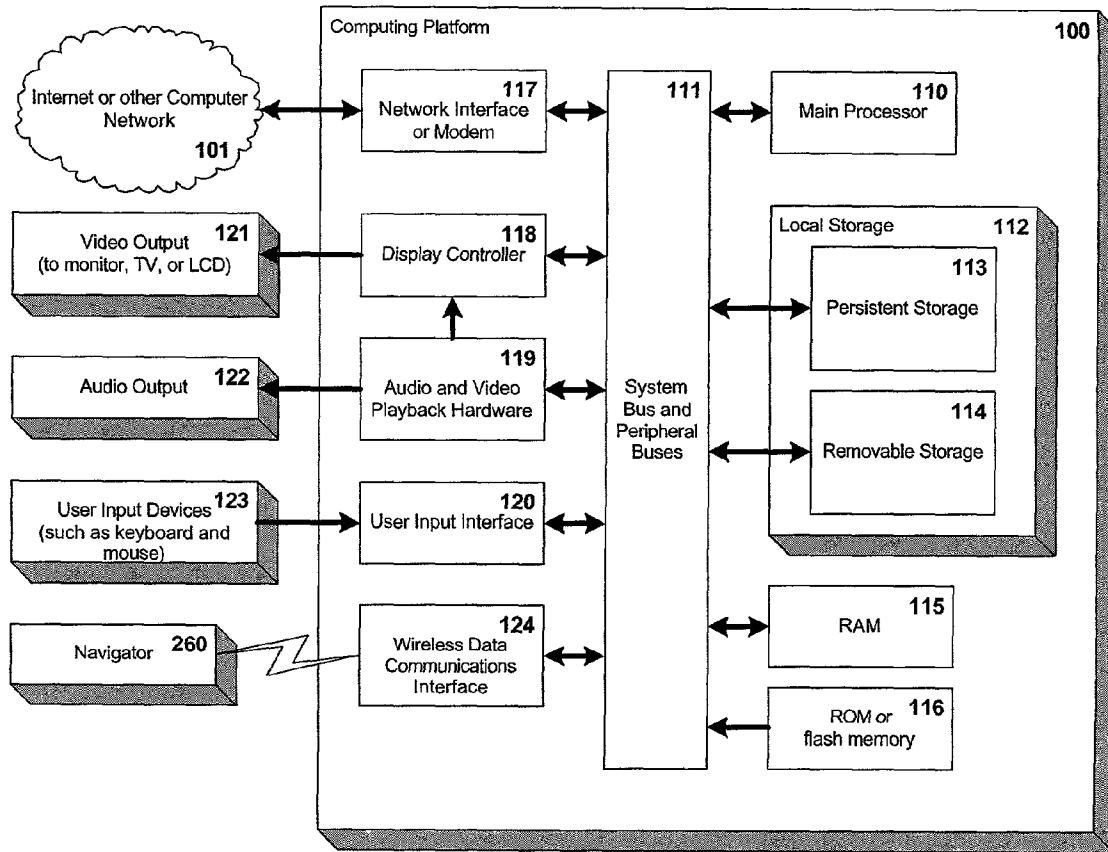 Computing Platform
100
Internet or other Computer
Network
101
117
Network Interface
or Modem
111
System
Bus and
Peripheral
Buses
110
Main Processor
121
Video Output
(to monitor, TV, or LCD)
118
Display Controller
Local Storage
112
113
Persistent Storage
114
Removable Storage
122
Audio Output
119
Audio and Video
Playback Hardware
123
User Input Devices
(such as keyboard and
mouse)
120
User Input Interface
115
RAM
260
Navigator
124
Wireless Data
Communications
Interface
116
ROM or
flash memory